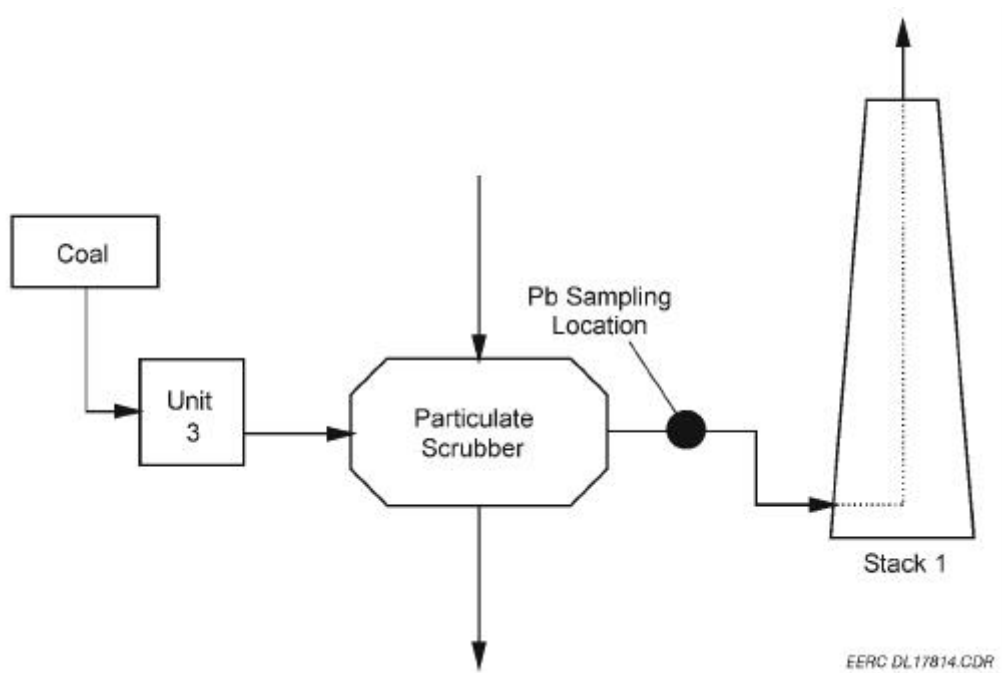 Coal
Unit
3
Particulate
Scrubber
Pb Sampling
Location
Stack 1
EERC DL17814.CDR